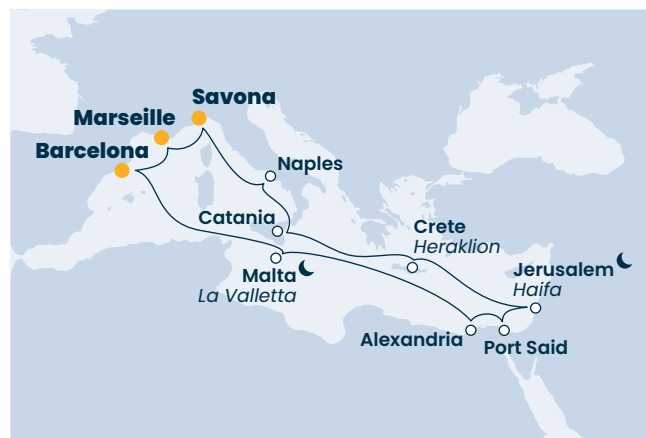 Savona
Marseille
Barcelona
Naples
Catania
Crete
Heraklion
Malta
La Valletta
Jerusalem
Haifa
Alexandria
Port Said